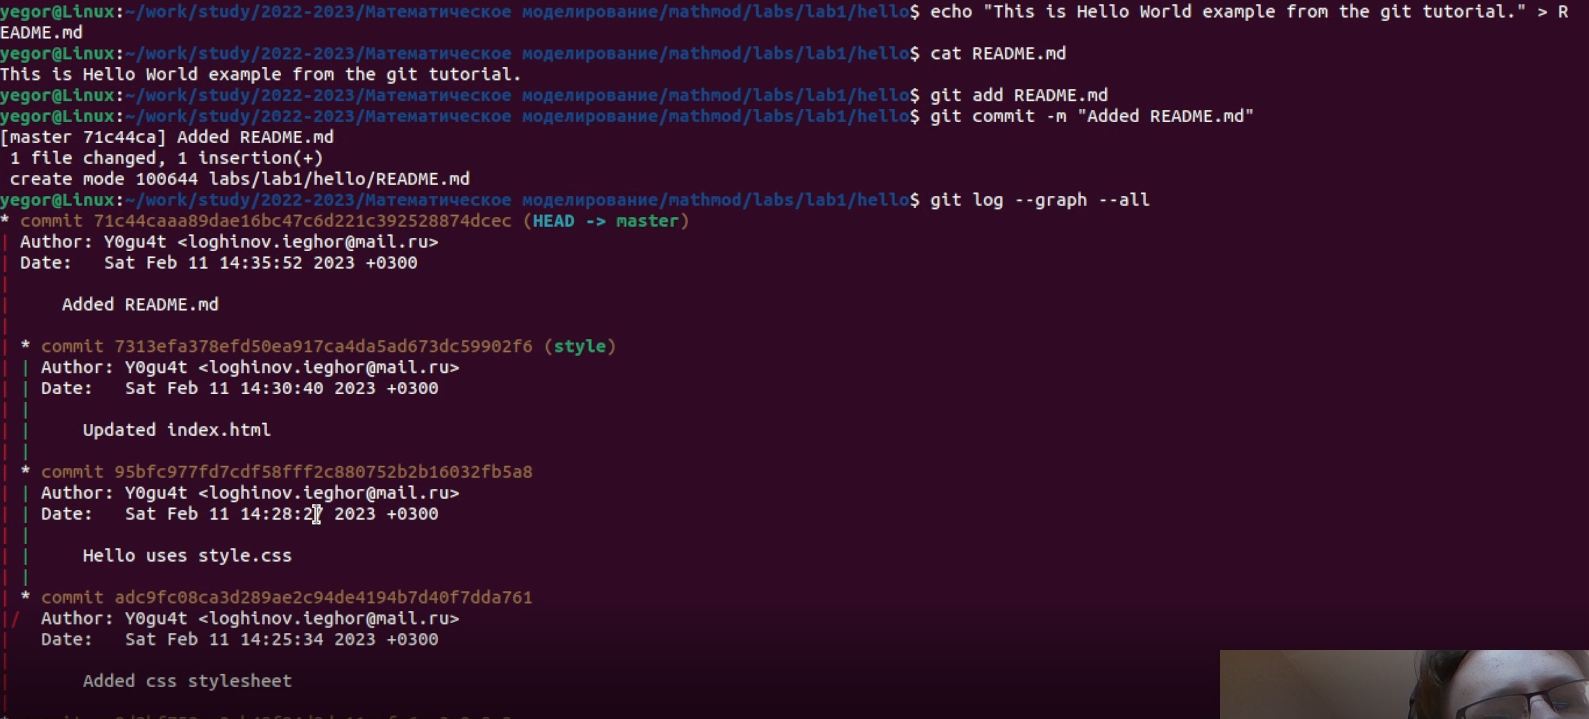 yegor@Linux:~/work/study/2022-2023/Математическое моделирование/mathmod/labs/lab1/hello$ echo "This is Hello World example from the git tutorial." > R
EADME.md
yegor@Linux:~/work/study/2022-2023/Математическое моделирование/mathmod/labs/lab1/hello$ cat README.md
This is Hello World example from the git tutorial.
yegor@Linux:~/work/study/2022-2023/Математическое моделирование/mathmod/labs/lab1/hello$ git add README.md
yegor@Linux:~/work/study/2022-2023/Математическое моделирование/mathmod/labs/lab1/hello$ git commit -m "Added README.md"
[master 71c44ca] Added README.md
 1 file changed, 1 insertion(+)
 create mode 100644 labs/lab1/hello/README.md
yegor@Linux:~/work/study/2022-2023/Математическое моделирование/mathmod/labs/lab1/hello$ git log --graph --all
* commit 71c44caaa89dae16bc47c6d221c392528874dcec (HEAD -> master)
| Author: Y0gu4t <loghinov.ieghor@mail.ru>
| Date:   Sat Feb 11 14:35:52 2023 +0300
|
|     Added README.md
|
| * commit 7313efa378efd50ea917ca4da5ad673dc59902f6 (style)
| | Author: Y0gu4t <loghinov.ieghor@mail.ru>
| | Date:   Sat Feb 11 14:30:40 2023 +0300
| |
| |     Updated index.html
| |
| * commit 95bfc977fd7cdf58fff2c880752b2b16032fb5a8
| | Author: Y0gu4t <loghinov.ieghor@mail.ru>
| | Date:   Sat Feb 11 14:28:27 2023 +0300
| |
| |     Hello uses style.css
| |
| * commit adc9fc08ca3d289ae2c94de4194b7d40f7dda761
|/  Author: Y0gu4t <loghinov.ieghor@mail.ru>
|   Date:   Sat Feb 11 14:25:34 2023 +0300
|
|       Added css stylesheet
|